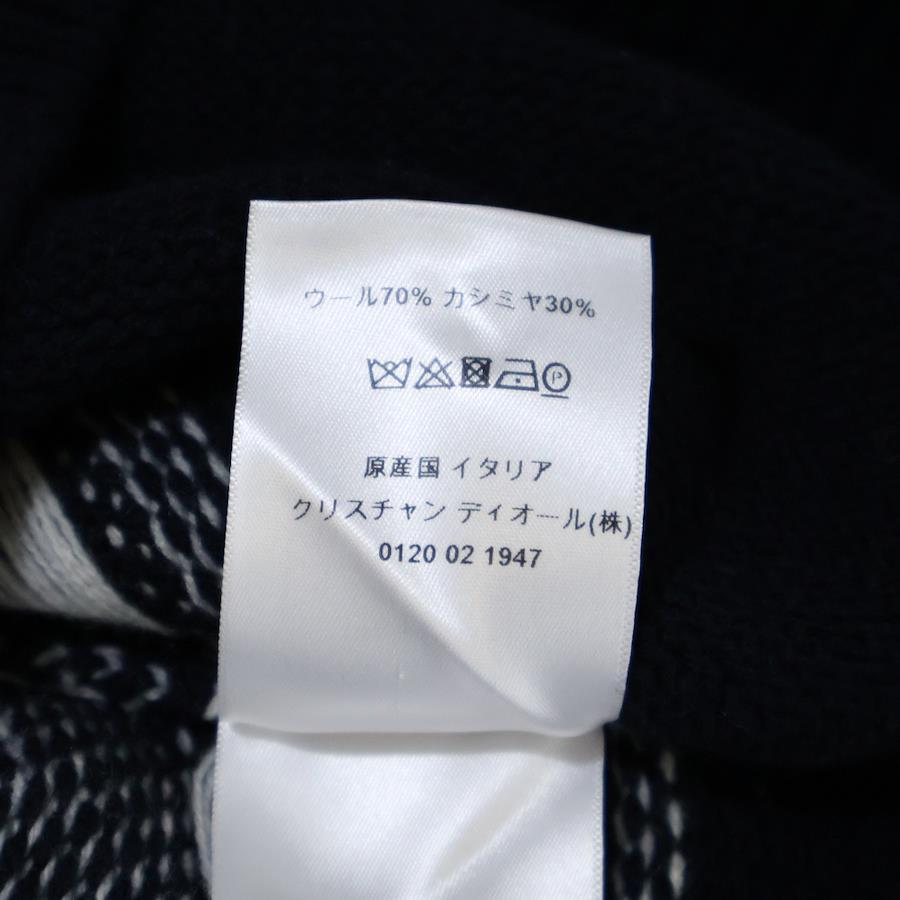 ウール70% カシミヤ30%
P
原産国 イタリア
クリスチャン ディオール(株)
0120 02 1947